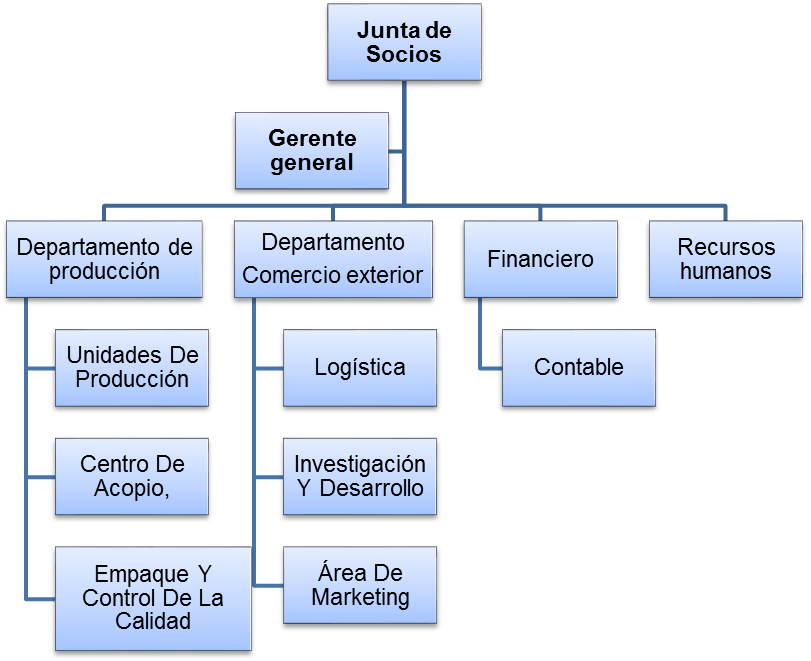 Junta de
Socios
Gerente
general
Departamento de
producción
Departamento
Comercio exterior
Financiero
Recursos
humanos
Unidades De
Producción
Logística
Contable
Centro De
Acopio,
Investigación
Y Desarrollo
Empaque Y
Control De La
Calidad
Área De
Marketing